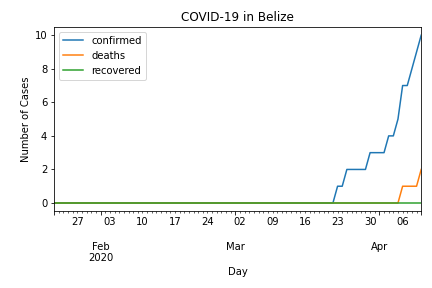 COVID-19 in Belize
confirmed
deaths
recovered
Number of Cases
10
8
6
4
2
0
27 03 10 17 24 02 09 16 23 30 06
Feb Mar Apr
2020
Day